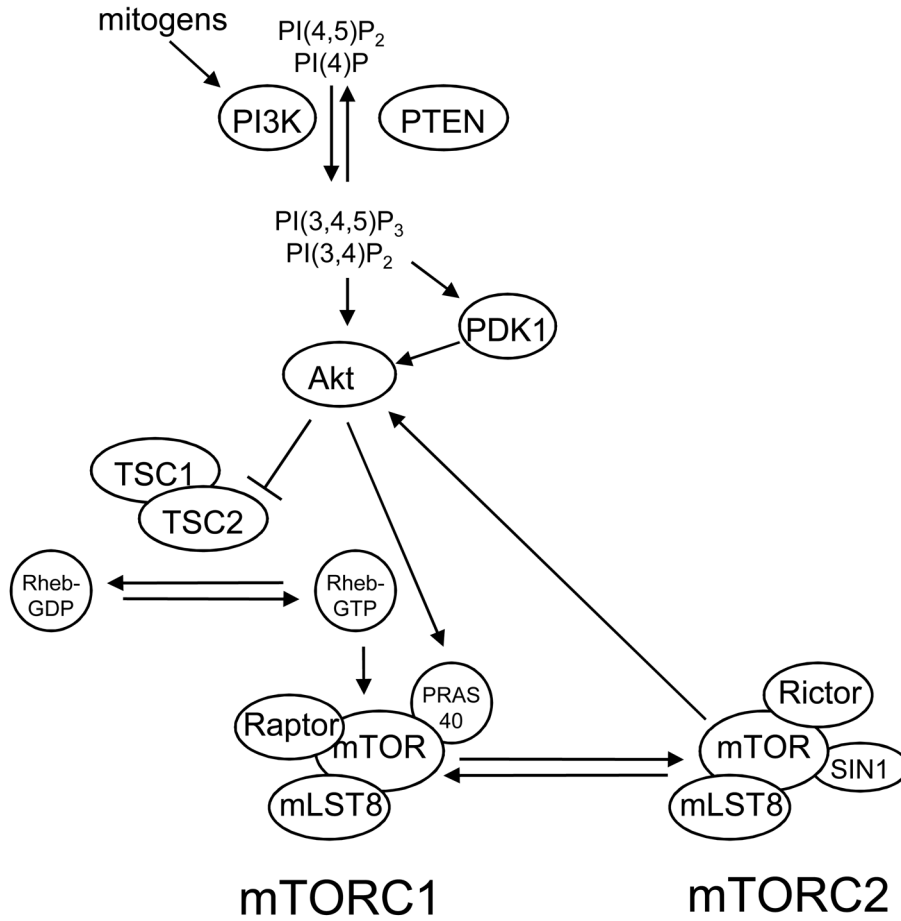 mitogens
PI(4,5)P₂
PI(4)P
PI3K
PTEN
PI(3,4,5)P₃
PI(3,4)P₂
PDK1
Akt
TSC1
TSC2
Rheb-
GDP
Rheb-
GTP
PRAS
40
Raptor
mTOR
mLST8
Rictor
mTOR
SIN1
mLST8
mTORC1
mTORC2